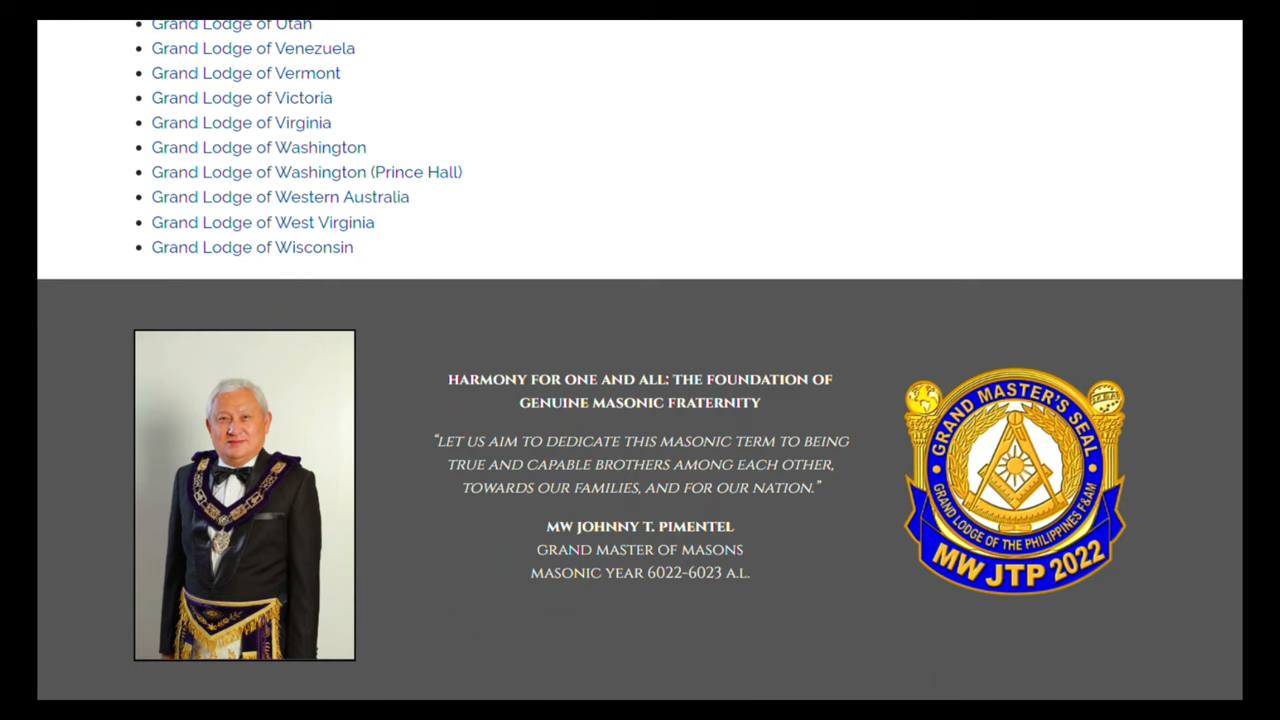 Grand Lodge of Utah
Grand Lodge of Venezuela
Grand Lodge of Vermont
Grand Lodge of Victoria
Grand Lodge of Virginia
Grand Lodge of Washington
Grand Lodge of Washington (Prince Hall)
Grand Lodge of Western Australia
Grand Lodge of West Virginia
Grand Lodge of Wisconsin
HARMONY FOR ONE AND ALL: THE FOUNDATION OF
GENUINE MASONIC FRATERNITY
“LET US AIM TO DEDICATE THIS MASONIC TERM TO BEING
TRUE AND CAPABLE BROTHERS AMONG EACH OTHER,
TOWARDS OUR FAMILIES, AND FOR OUR NATION.”
MW JOHNNY T. PIMENTEL
GRAND MASTER OF MASONS
MASONIC YEAR 6022-6023 A.L.
GRAND MASTER'S SEAL
GRAND LODGE OF THE PHILIPPINES F&AM
MW JTP 2022